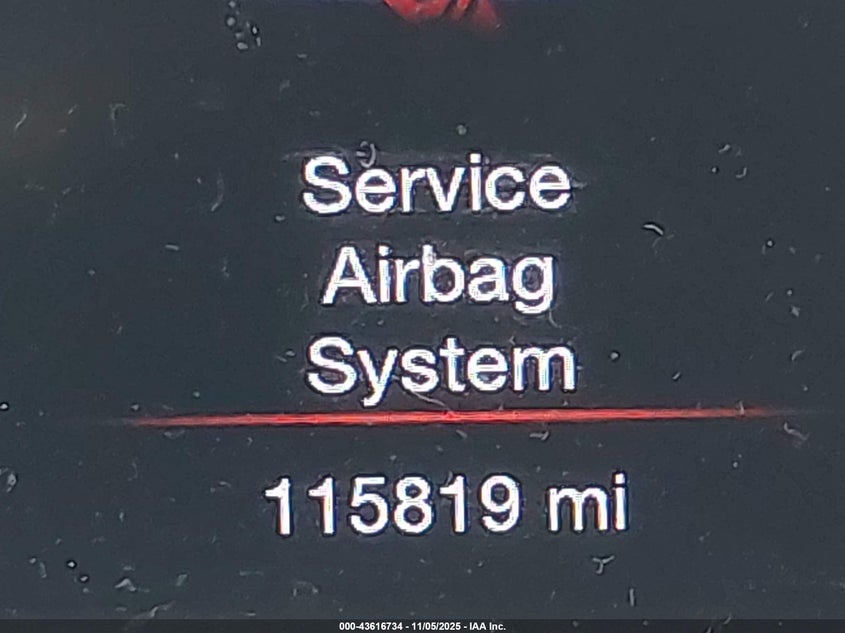 Service
Airbag
System
115819 mi
000-43616734 - 11/05/2025 - IAA Inc.